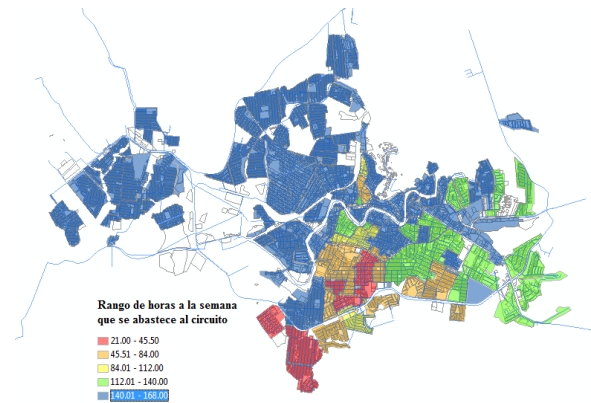 Rango de horas a la semana
que se abastece al circuito
21.00 - 45.50
45.51 - 84.00
84.01 - 112.00
112.01 - 140.00
140.01 - 168.00